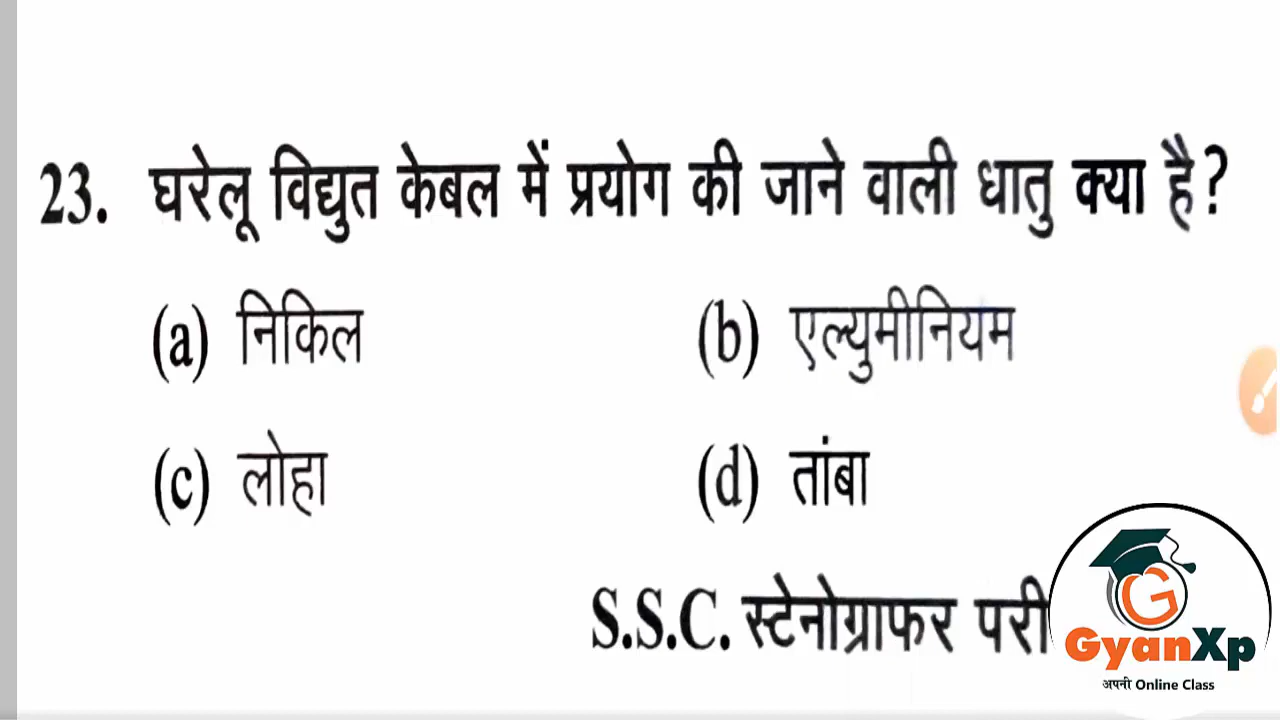 23. घरेलू विद्युत केबल में प्रयोग की जाने वाली धातु क्या है?
(a) निकिल (b) एल्युमीनियम
(c) लोहा (d) तांबा
S.S.C. स्टेनोग्राफर परी
G
GyanXp
अपनी Online Class